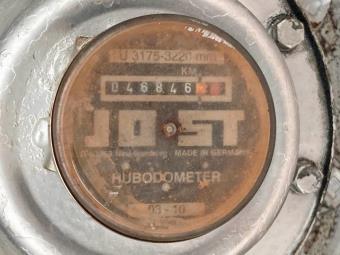 U 3175-3220 mm
KM
046846
JOST
MADE IN GERMANY
HUBODOMETER
03-10